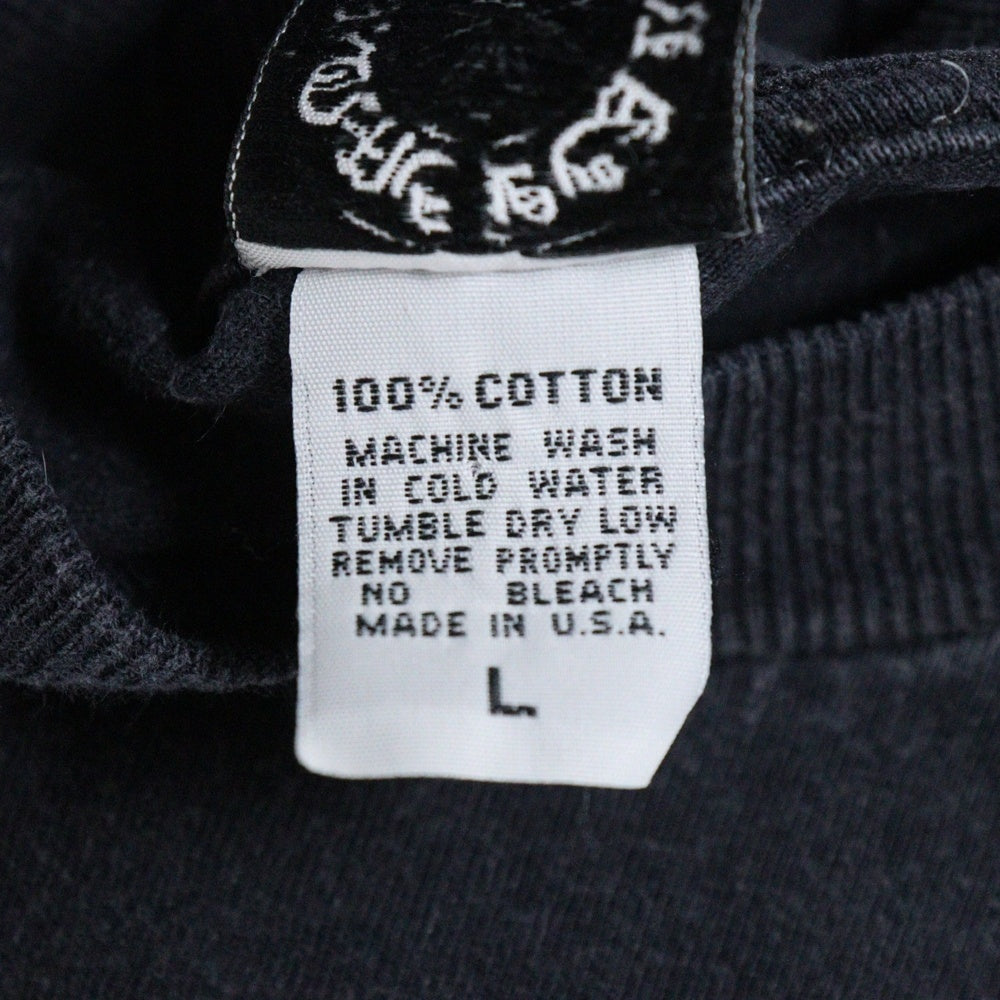 100% COTTON
MACHINE WASH
IN COLD WATER
TUMBLE DRY LOW
REMOVE PROMPTLY
NO BLEACH
MADE IN U.S.A.
L